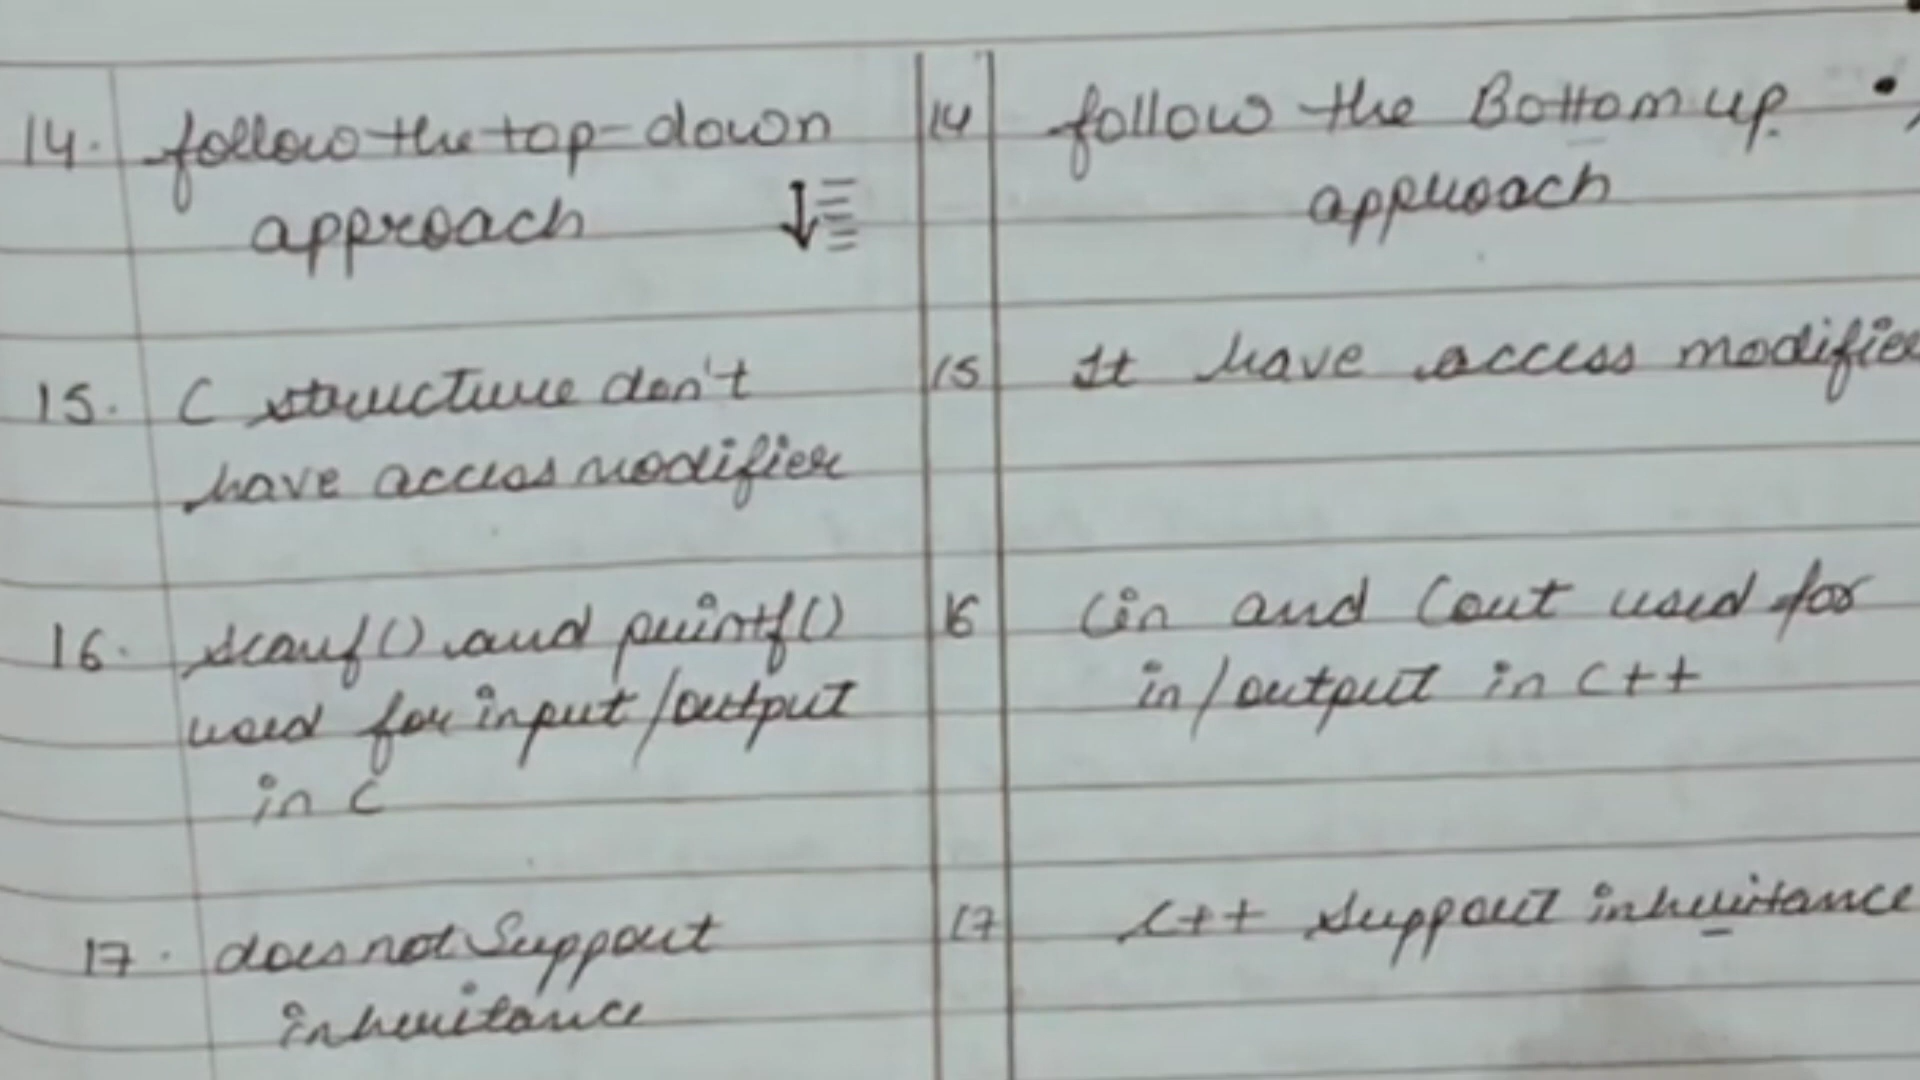 14. follow the top-down
approach
15. C structure don't
have access modifier
16. scanf() and printf()
used for input/output
in C
17. does not Support
inheritance
14 follow the Bottom up
approach
15 It have access modifier
16 Cin and Cout used for
in/output in C++
17 C++ support inheritance